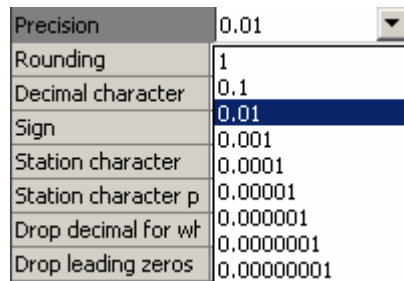 Precision 0.01
Rounding 1
Decimal character 0.1
0.01
Sign 0.001
Station character 0.0001
Station character p 0.00001
0.000001
Drop decimal for wh 0.0000001
Drop leading zeros 0.00000001